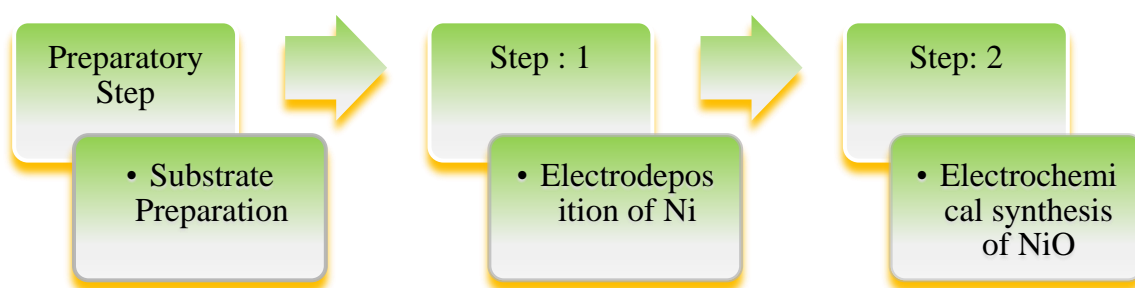 Preparatory
Step
• Substrate
Preparation
Step : 1
• Electrodepos
ition of Ni
Step: 2
• Electrochemi
cal synthesis
of NiO